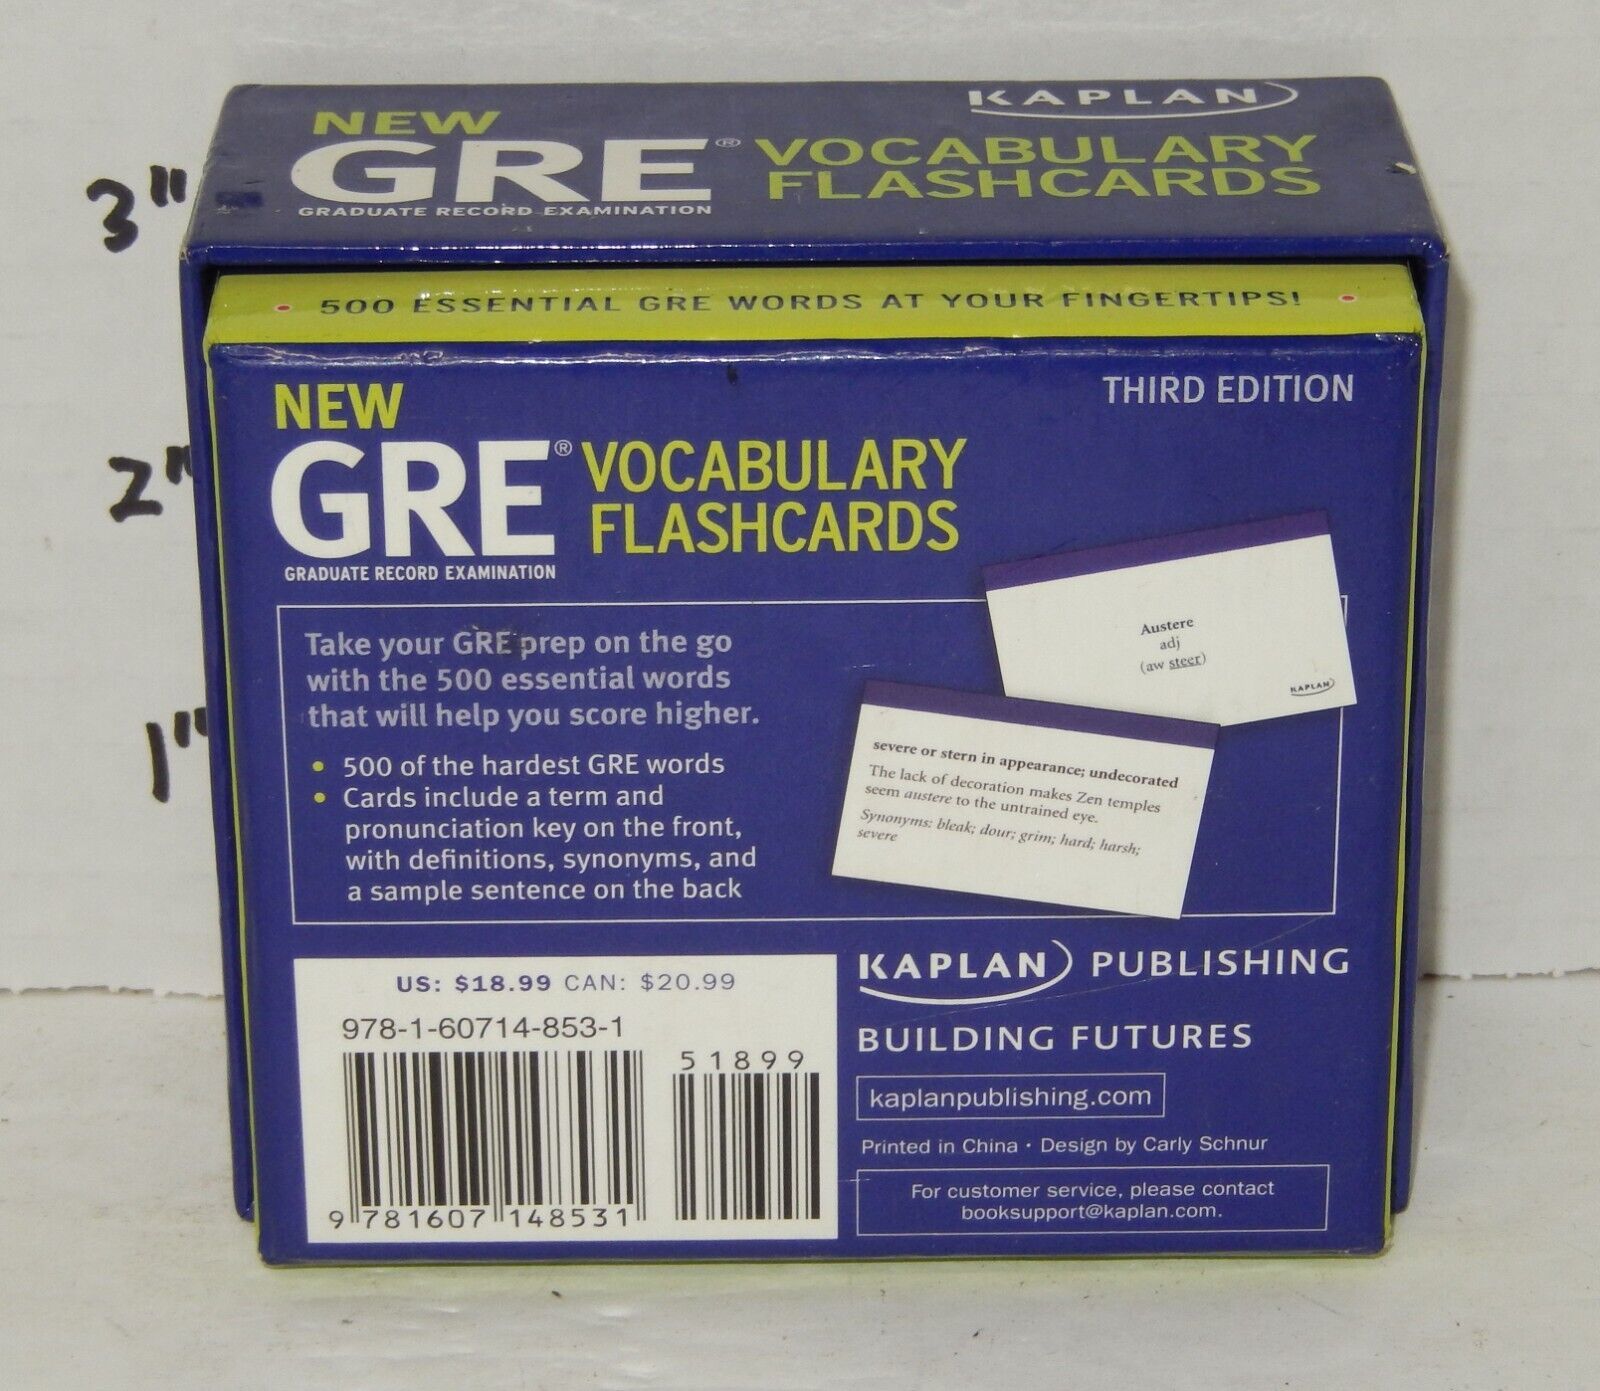 KAPLAN
NEW
GRE® VOCABULARY
FLASHCARDS
GRADUATE RECORD EXAMINATION
3"
• 500 ESSENTIAL GRE WORDS AT YOUR FINGERTIPS! •
THIRD EDITION
NEW
GRE® VOCABULARY
FLASHCARDS
GRADUATE RECORD EXAMINATION
2"
Take your GRE prep on the go
with the 500 essential words
that will help you score higher.
1"
• 500 of the hardest GRE words
• Cards include a term and
pronunciation key on the front,
with definitions, synonyms, and
a sample sentence on the back
Austere
adj
(aw steer)
KAPLAN
severe or stern in appearance; undecorated
The lack of decoration makes Zen temples
seem austere to the untrained eye.
Synonyms: bleak; dour; grim; hard; harsh;
severe
US: $18.99 CAN: $20.99
978-1-60714-853-1
51899
9 781607 148531
KAPLAN PUBLISHING
BUILDING FUTURES
kaplanpublishing.com
Printed in China • Design by Carly Schnur
For customer service, please contact
booksupport@kaplan.com.